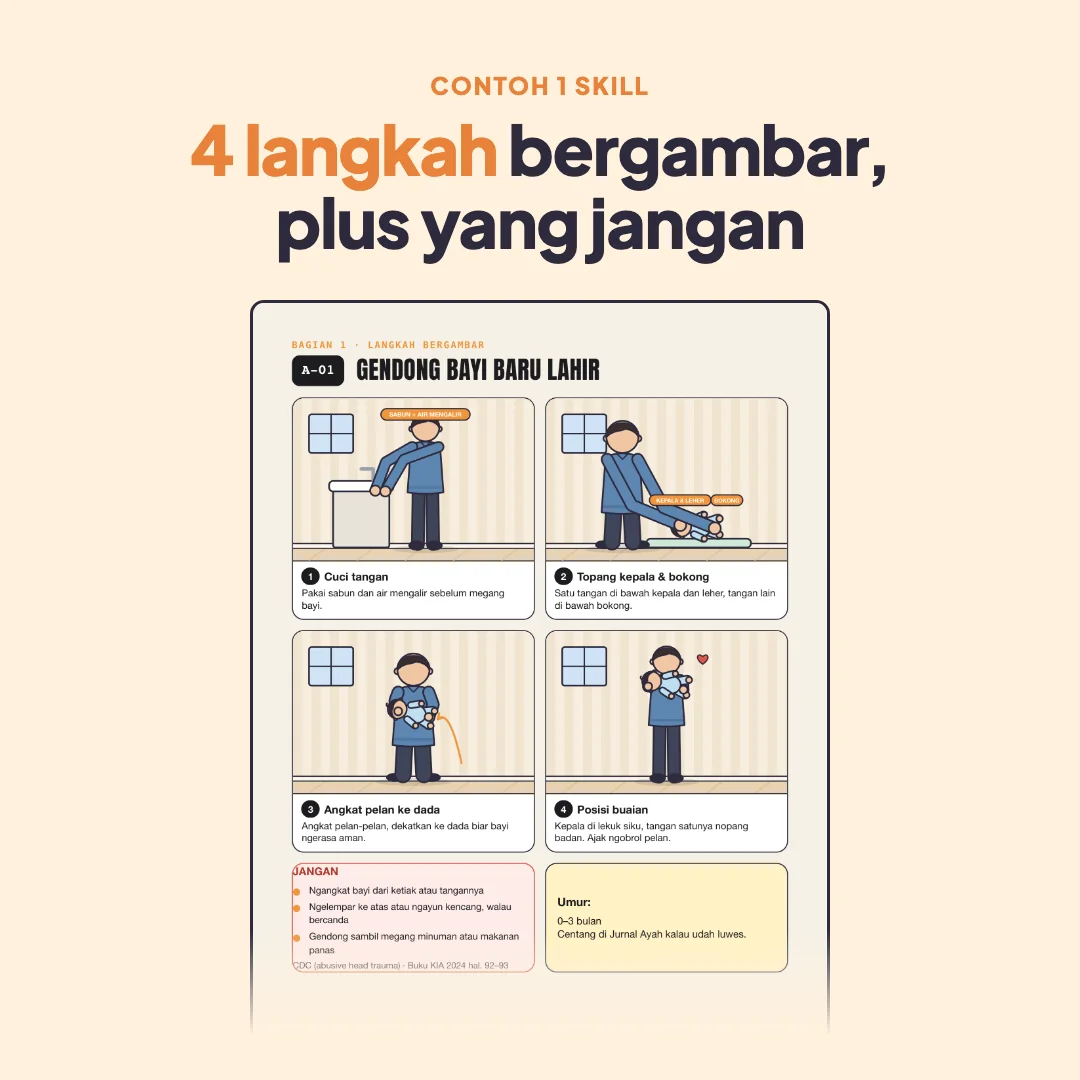 CONTOH 1 SKILL
4 langkah bergambar,
plus yang jangan
BAGIAN 1 · LANGKAH BERGAMBAR
A-01 GENDONG BAYI BARU LAHIR
SABUN + AIR MENGALIR
1 Cuci tangan
Pakai sabun dan air mengalir sebelum megang
bayi.
KEPALA & LEHER
BOKONG
2 Topang kepala & bokong
Satu tangan di bawah kepala dan leher, tangan lain
di bawah bokong.
3 Angkat pelan ke dada
Angkat pelan-pelan, dekatkan ke dada biar bayi
ngerasa aman.
4 Posisi buaian
Kepala di lekuk siku, tangan satunya nopang
badan. Ajak ngobrol pelan.
JANGAN
Ngangkat bayi dari ketiak atau tangannya
Ngelempar ke atas atau ngayun kencang, walau
bercanda
Gendong sambil megang minuman atau makanan
panas
CDC (abusive head trauma) · Buku KIA 2024 hal. 92–93
Umur:
0–3 bulan
Centang di Jurnal Ayah kalau udah luwes.